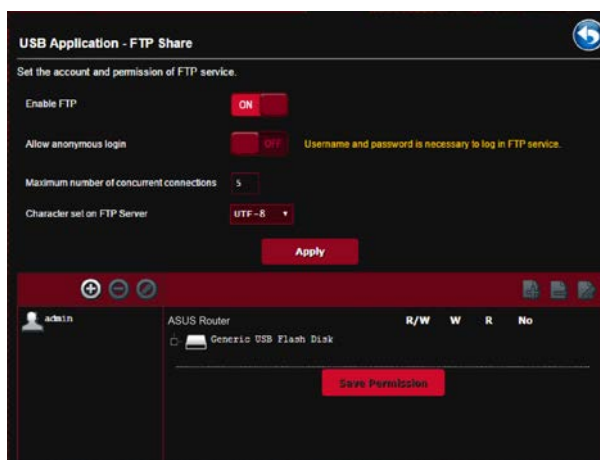 USB Application - FTP Share
Set the account and permission of FTP service.
Enable FTP ON
Allow anonymous login OFF Username and password is necessary to log in FTP service.
Maximum number of concurrent connections 5
Character set on FTP Server UTF-8
Apply
admin
ASUS Router R/W W R No
Generic USB Flash Disk
Save Permission